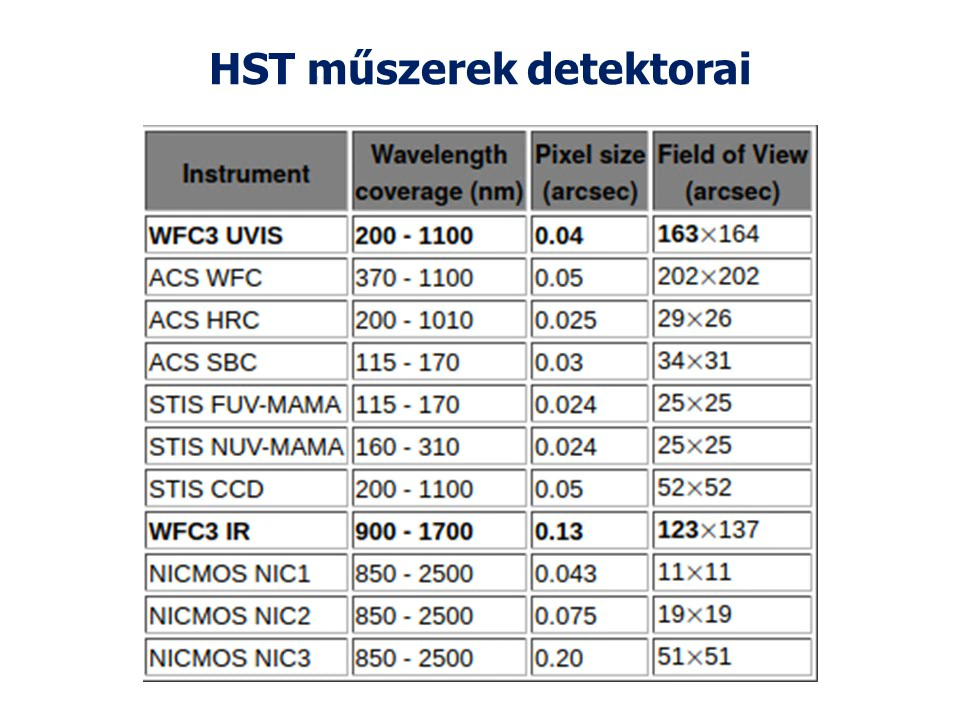 HST műszerek detektorai
Instrument Wavelength coverage (nm) Pixel size (arcsec) Field of View (arcsec)
WFC3 UVIS 200 - 1100 0.04 163×164
ACS WFC 370 - 1100 0.05 202×202
ACS HRC 200 - 1010 0.025 29×26
ACS SBC 115 - 170 0.03 34×31
STIS FUV-MAMA 115 - 170 0.024 25×25
STIS NUV-MAMA 160 - 310 0.024 25×25
STIS CCD 200 - 1100 0.05 52×52
WFC3 IR 900 - 1700 0.13 123×137
NICMOS NIC1 850 - 2500 0.043 11×11
NICMOS NIC2 850 - 2500 0.075 19×19
NICMOS NIC3 850 - 2500 0.20 51×51